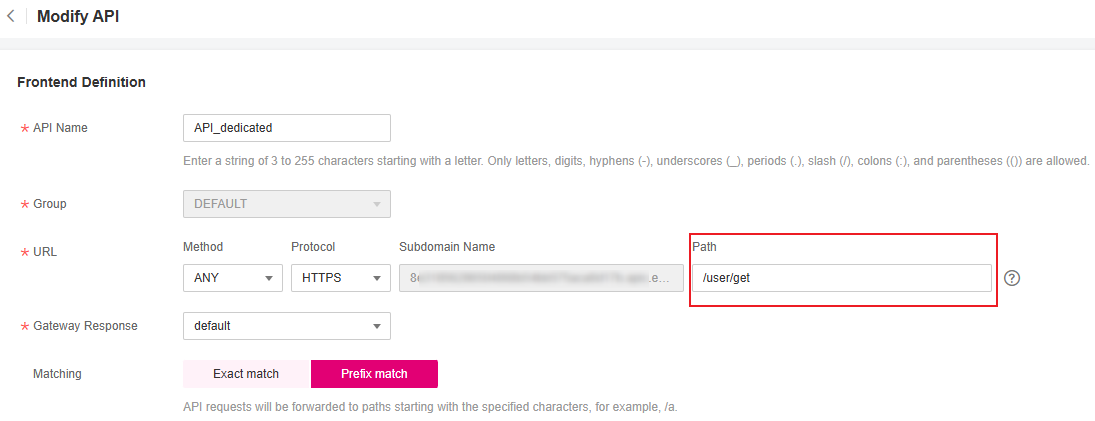 Modify API
Frontend Definition
* API Name API_dedicated
Enter a string of 3 to 255 characters starting with a letter. Only letters, digits, hyphens (-), underscores (_), periods (.), slash (/), colons (:), and parentheses (()) are allowed.
* Group DEFAULT
Method Protocol Subdomain Name Path
* URL
ANY HTTPS 8 .e... /user/get ?
* Gateway Response default
Matching Exact match Prefix match
API requests will be forwarded to paths starting with the specified characters, for example, /a.